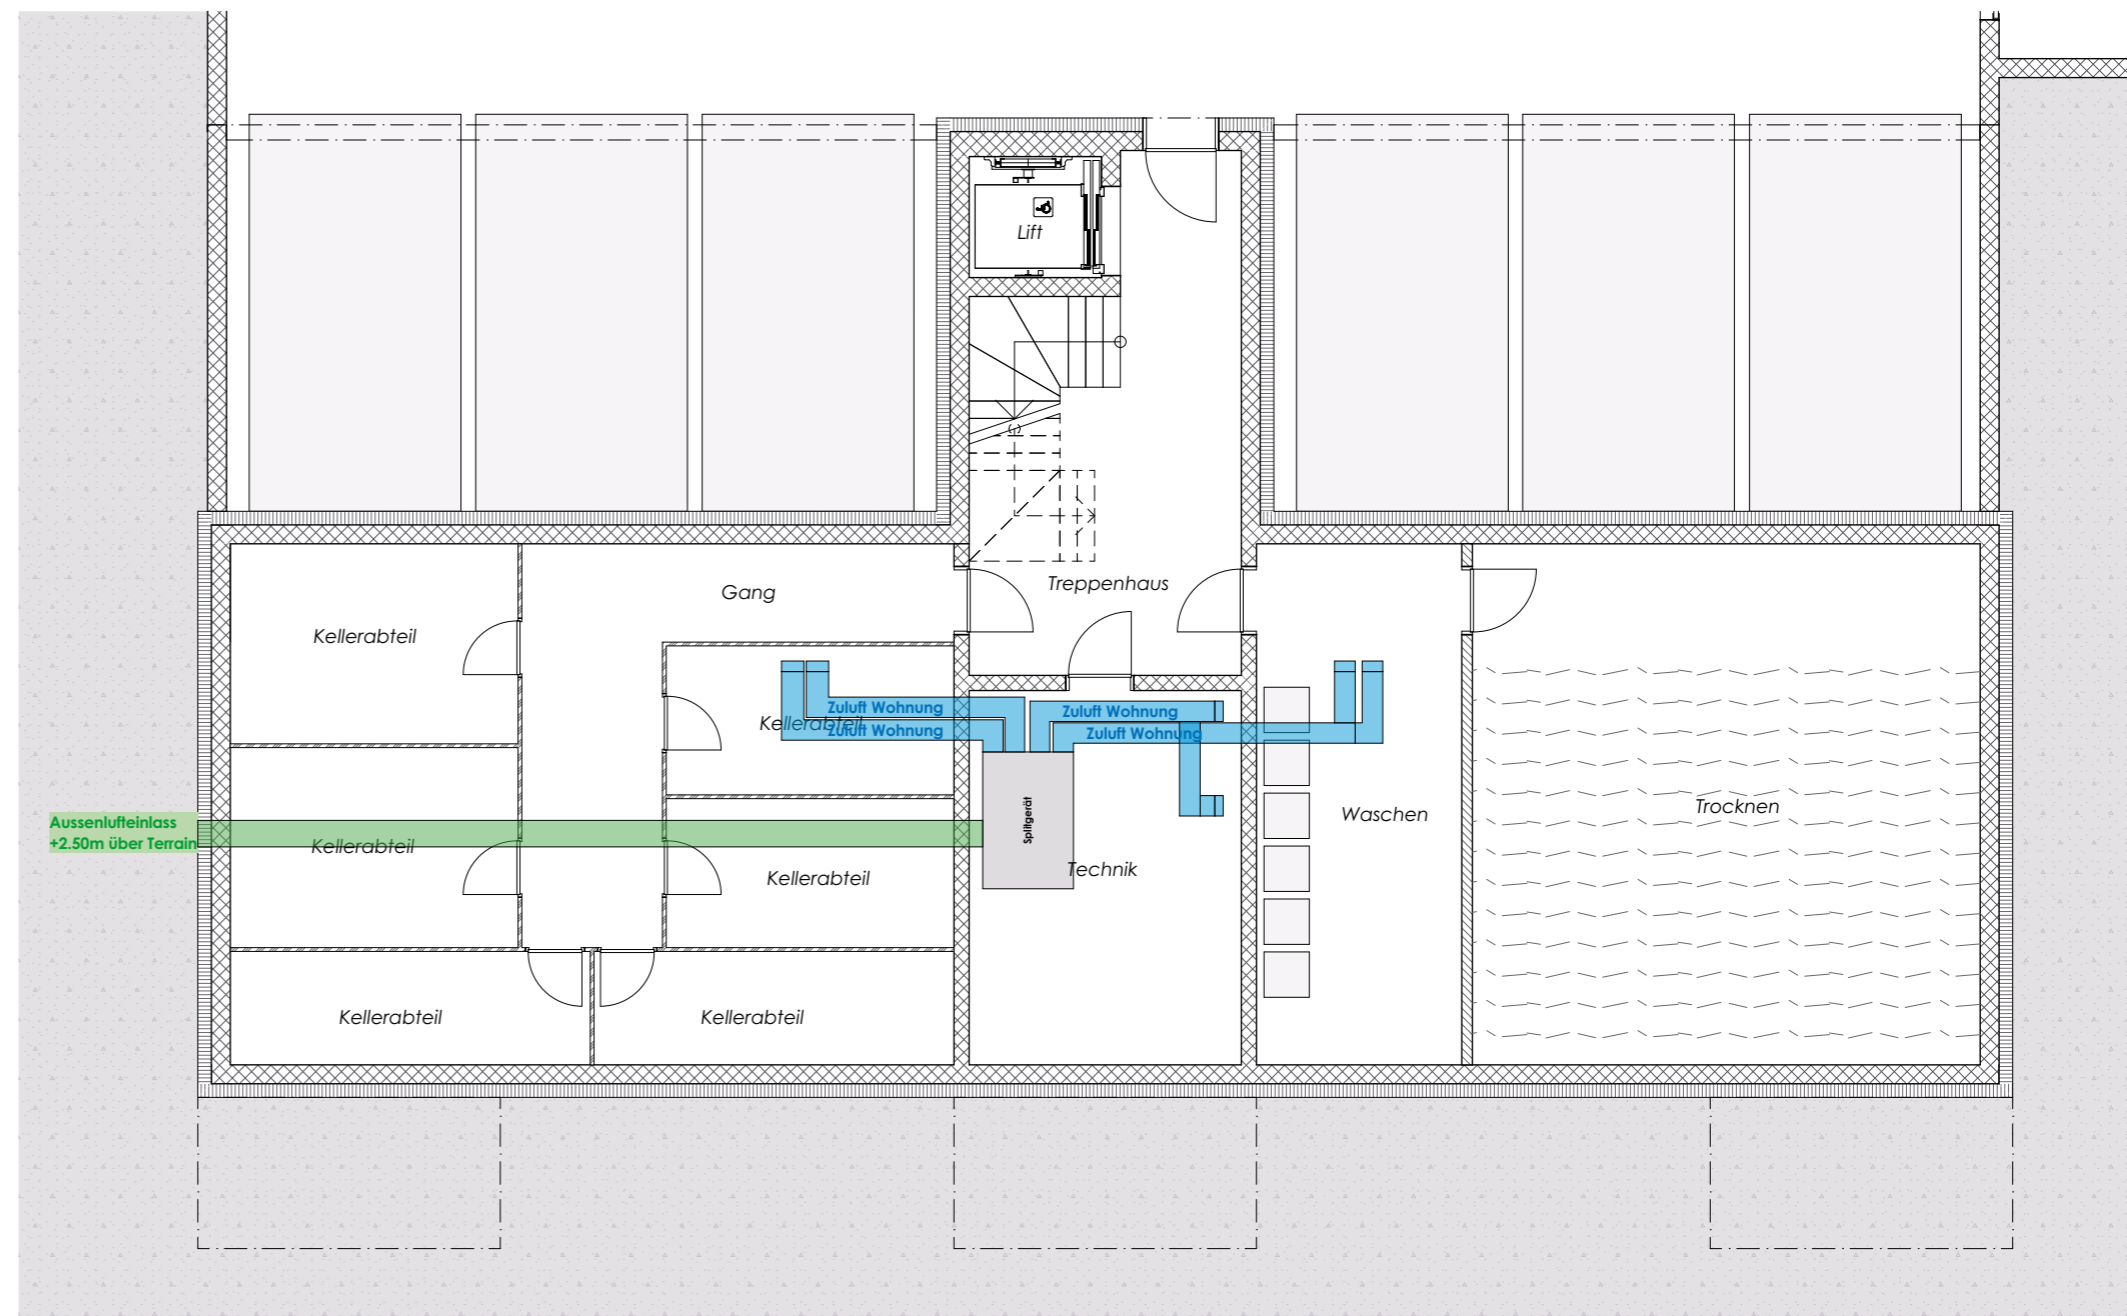 Lift
Treppenhaus
Gang
Kellerabteil
Zuluft Wohnung
Zuluft Wohnung
Kellerabteil
Zuluft Wohnung
Zuluft Wohnung
Splitgerät
Waschen
Trocknen
Aussenlufteinlass
+2.50m über Terrain
Kellerabteil
Technik
Kellerabteil
Kellerabteil
Kellerabteil